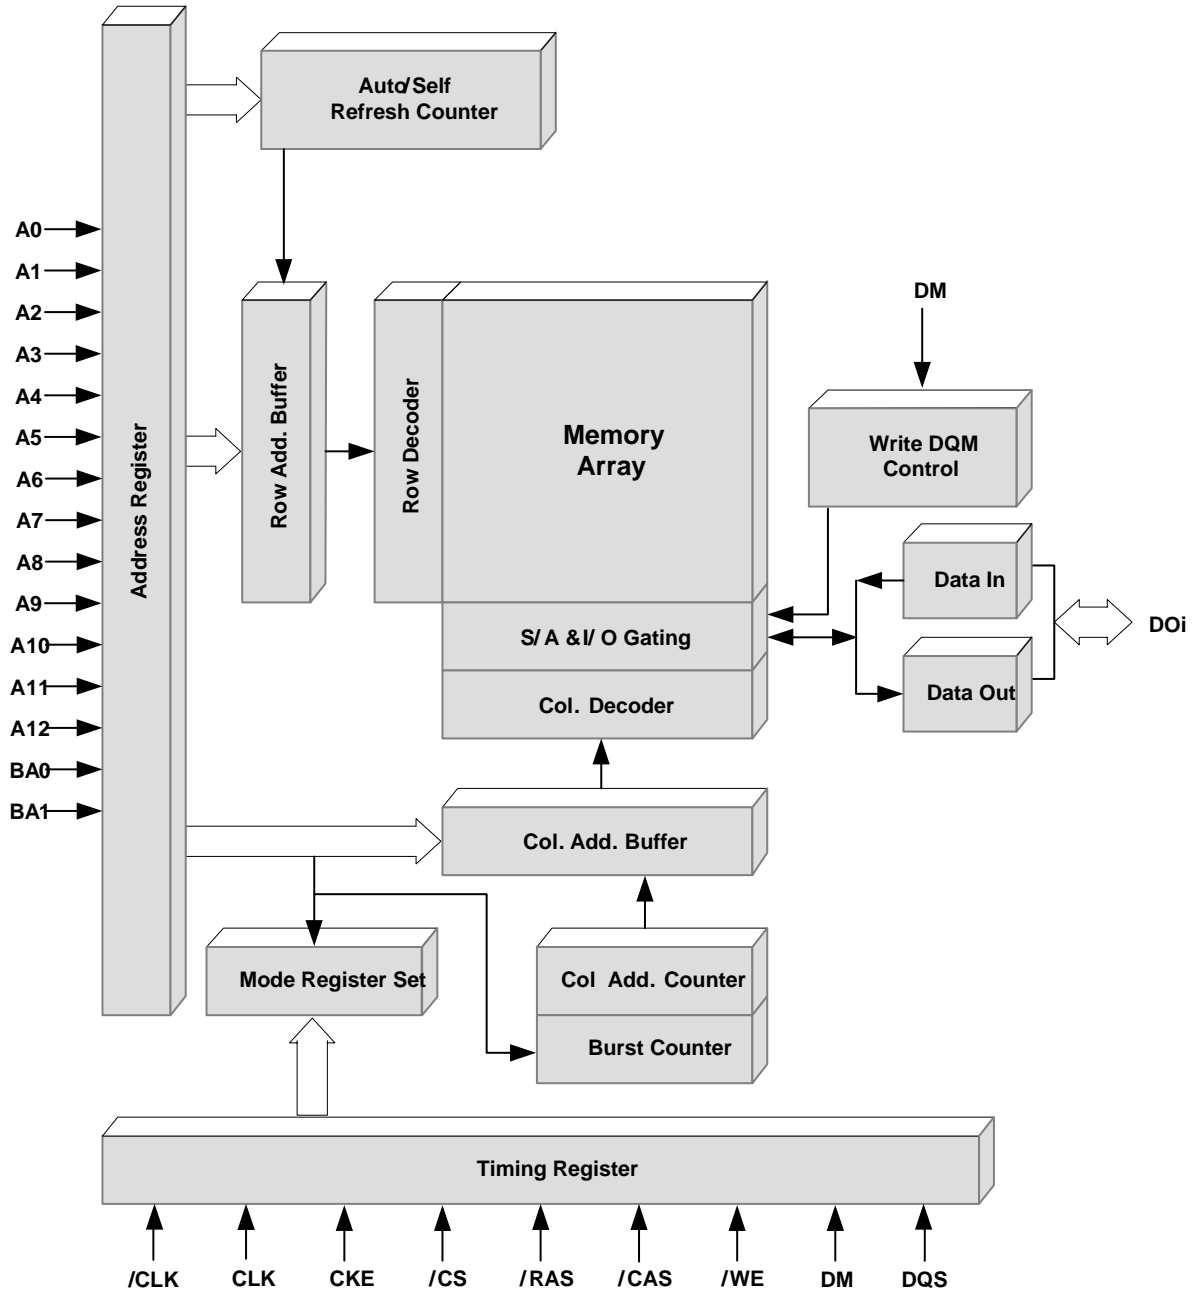 Auto/Self
Refresh Counter
A0
A1
A2
A3
A4
A5
A6
A7
A8
A9
A10
A11
A12
BA0
BA1
Address Register
Row Add. Buffer
Row Decoder
Memory
Array
DM
Write DQM
Control
Data In
Data Out
DOi
S/ A & I/ O Gating
Col. Decoder
Col. Add. Buffer
Mode Register Set
Col Add. Counter
Burst Counter
Timing Register
/CLK
CLK
CKE
/CS
/RAS
/CAS
/WE
DM
DQS